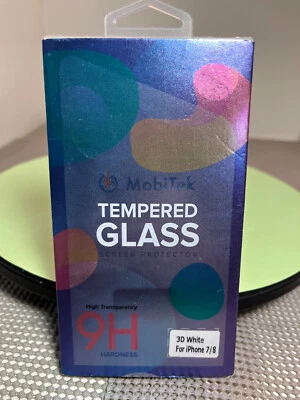 MobiTek
TEMPERED
GLASS
SCREEN PROTECTOR
High Transparency
9H
HARDNESS
3D White
For iPhone 7/8